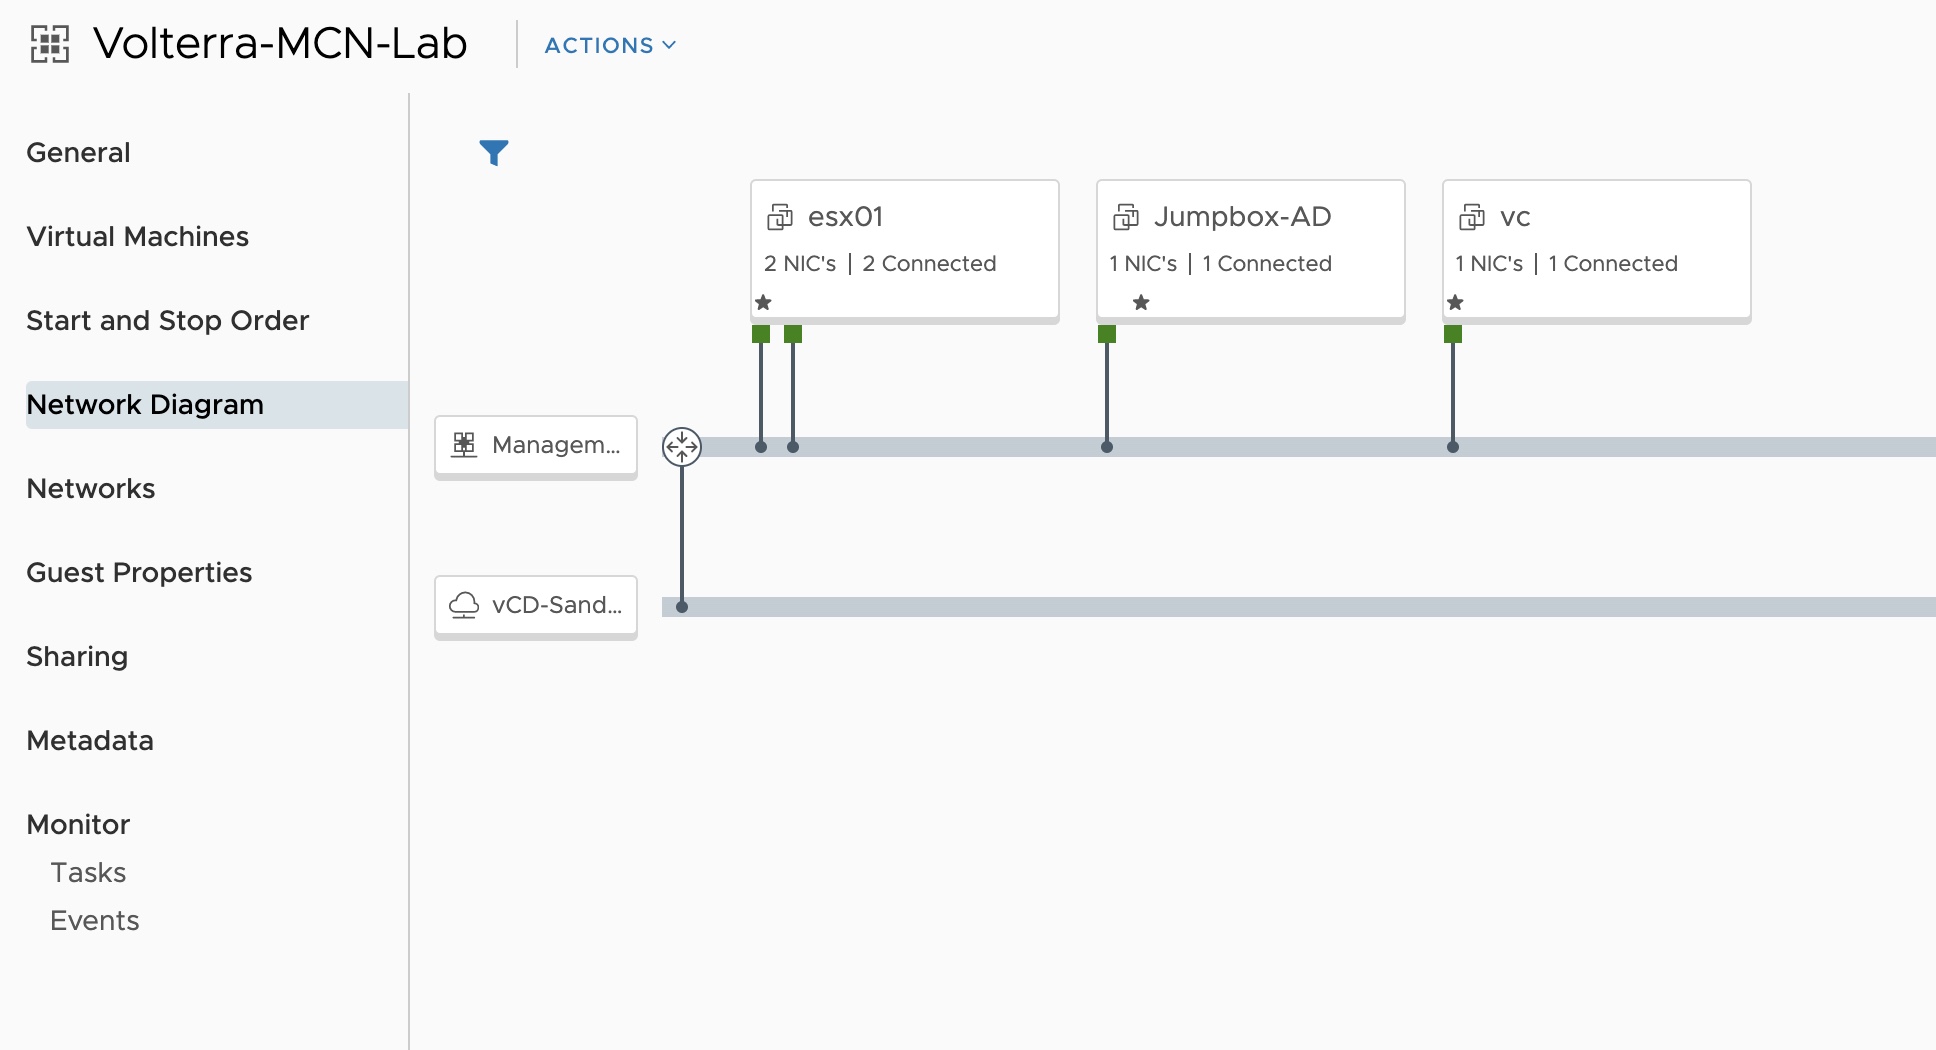 Volterra-MCN-Lab
ACTIONS
General
Virtual Machines
Start and Stop Order
Network Diagram
Networks
Guest Properties
Sharing
Metadata
Monitor
Tasks
Events
esx01
2 NIC's | 2 Connected
Jumpbox-AD
1 NIC's | 1 Connected
vc
1 NIC's | 1 Connected
Managem...
vCD-Sand...